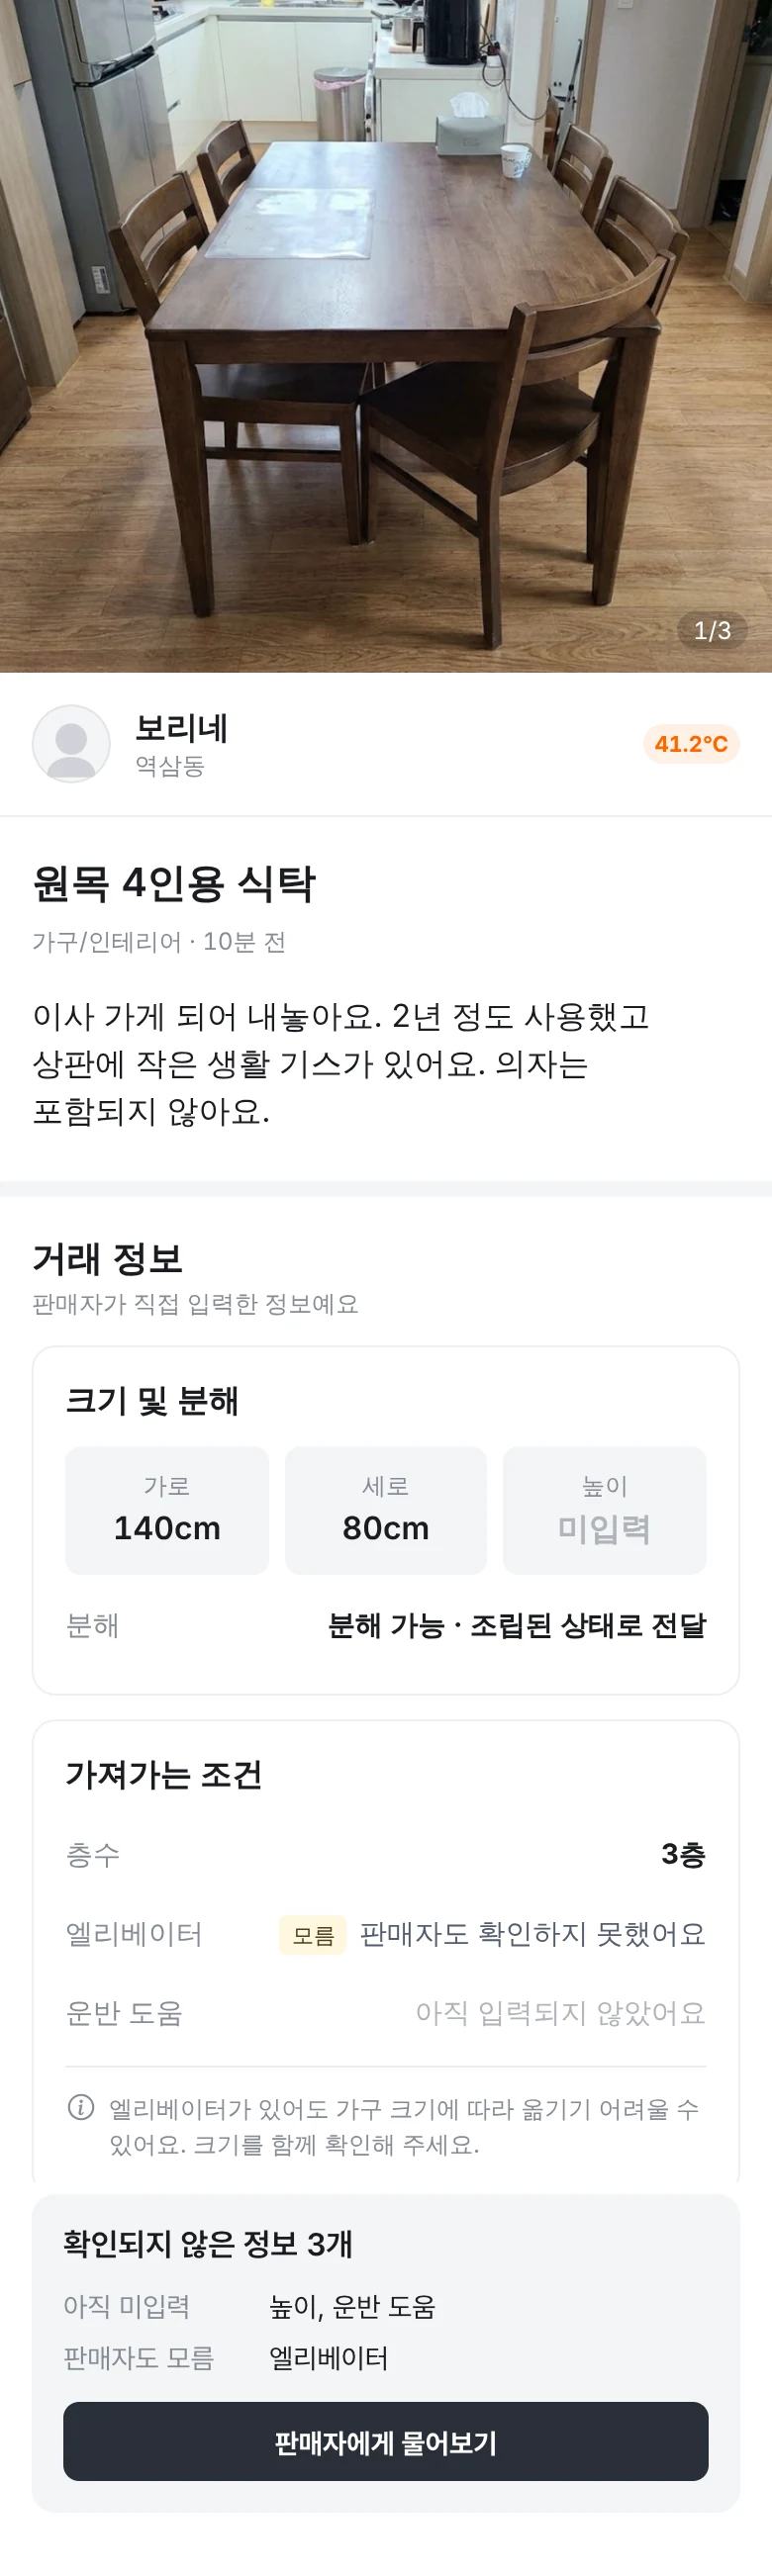 1/3
보리네
역삼동
41.2°C
원목 4인용 식탁
가구/인테리어 · 10분 전
이사 가게 되어 내놓아요. 2년 정도 사용했고
상판에 작은 생활 기스가 있어요. 의자는
포함되지 않아요.
거래 정보
판매자가 직접 입력한 정보예요
크기 및 분해
가로 세로 높이
140cm 80cm 미입력
분해 분해 가능 · 조립된 상태로 전달
가져가는 조건
층수 3층
엘리베이터 모름 판매자도 확인하지 못했어요
운반 도움 아직 입력되지 않았어요
엘리베이터가 있어도 가구 크기에 따라 옮기기 어려울 수
있어요. 크기를 함께 확인해 주세요.
확인되지 않은 정보 3개
아직 미입력 높이, 운반 도움
판매자도 모름 엘리베이터
판매자에게 물어보기